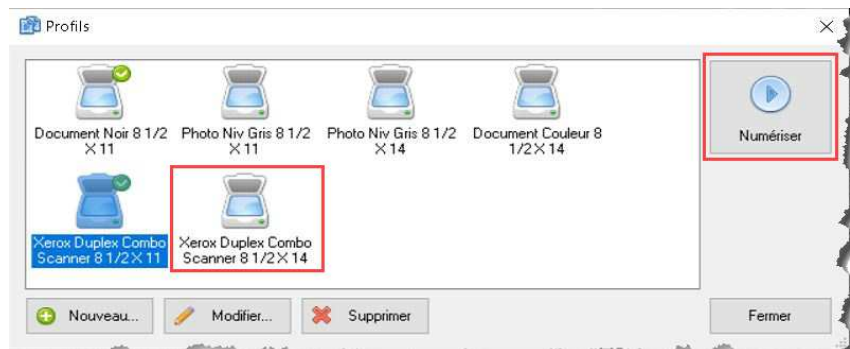 Profils
Document Noir 8 1/2
X 11
Photo Niv Gris 8 1/2
X 11
Photo Niv Gris 8 1/2
X 14
Document Couleur 8
1/2 X 14
Numériser
Xerox Duplex Combo
Scanner 8 1/2 X 11
Xerox Duplex Combo
Scanner 8 1/2 X 14
Nouveau...
Modifier...
Supprimer
Fermer